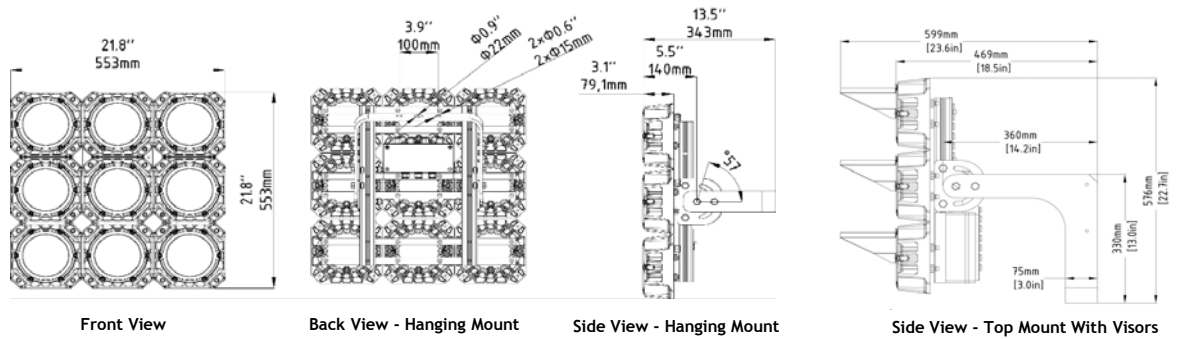 21.8''
553mm
21.8''
553mm
Front View
3.9''
100mm
Φ0.9''
Φ22mm
2×Φ0.6''
2×Φ15mm
Back View - Hanging Mount
13.5''
343mm
5.5''
140mm
3.1''
79,1mm
°57
Side View - Hanging Mount
599mm
[23.6in]
469mm
[18.5in]
360mm
[14.2in]
576mm
[22.7in]
330mm
[13.0in]
75mm
[3.0in]
Side View - Top Mount With Visors